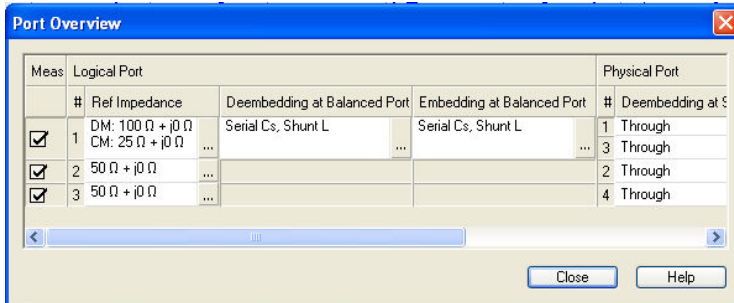 Port Overview
Meas Logical Port Physical Port
# Ref Impedance Deembedding at Balanced Port Embedding at Balanced Port # Deembedding at S
1 DM: 100 Ω + j0 Ω Serial Cs, Shunt L Serial Cs, Shunt L 1 Through
CM: 25 Ω + j0 Ω ... ... ... 3 Through
2 50 Ω + j0 Ω ... 2 Through
3 50 Ω + j0 Ω ... 4 Through
Close Help